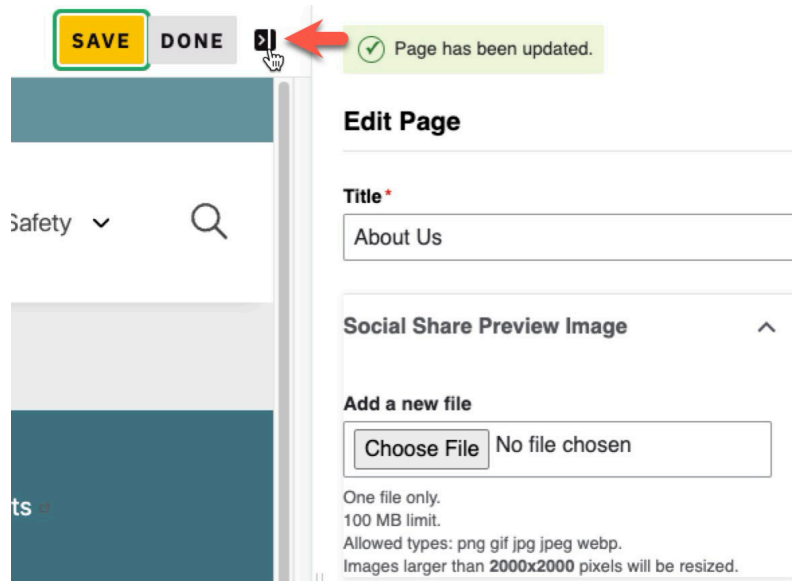 SAVE DONE
Page has been updated.
Edit Page
Title*
About Us
Safety
Social Share Preview Image
Add a new file
Choose File No file chosen
One file only.
100 MB limit.
Allowed types: png gif jpg jpeg webp.
Images larger than 2000x2000 pixels will be resized.
ts